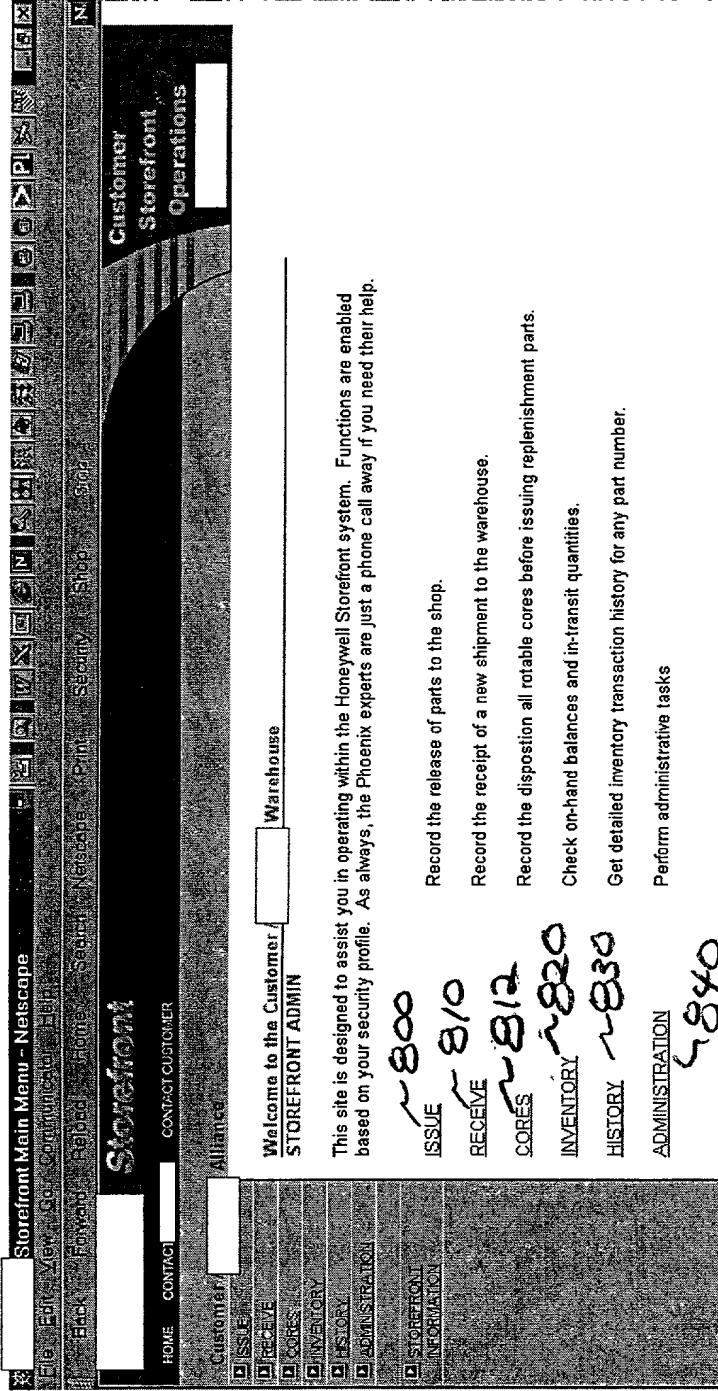 Storefront Main Menu - Netscape
File Edit View Go Communicator Help
Back Forward Reload Home Search Netscape Print Security Shop Stop
N
Storefront
Customer
Storefront
Operations
HOME CONTACT CONTACT CUSTOMER
Customer / Alliance
ISSUE
RECEIVE
CORES
INVENTORY
HISTORY
ADMINISTRATION
STOREFRONT
INFORMATION
Welcome to the Customer / Warehouse
STOREFRONT ADMIN
This site is designed to assist you in operating within the Honeywell Storefront system. Functions are enabled
based on your security profile. As always, the Phoenix experts are just a phone call away if you need their help.
ISSUE 800 Record the release of parts to the shop.
RECEIVE 810 Record the receipt of a new shipment to the warehouse.
CORES 812 Record the dispostion all rotable cores before issuing replenishment parts.
INVENTORY 820 Check on-hand balances and in-transit quantities.
HISTORY 830 Get detailed inventory transaction history for any part number.
ADMINISTRATION 840 Perform administrative tasks